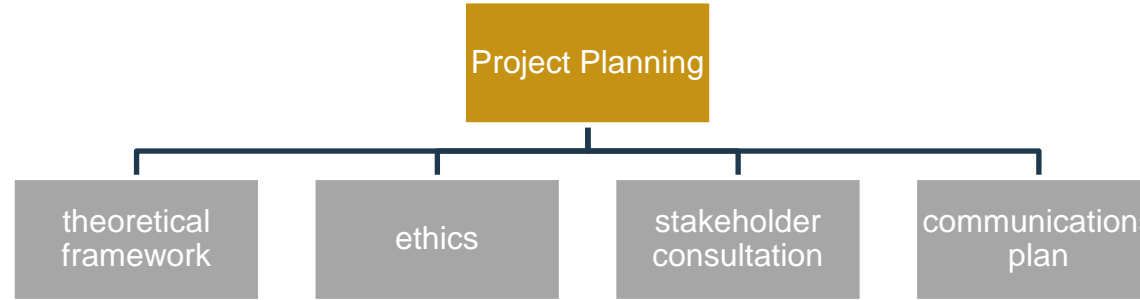 Project Planning
theoretical
framework
ethics
stakeholder
consultation
communications
plan